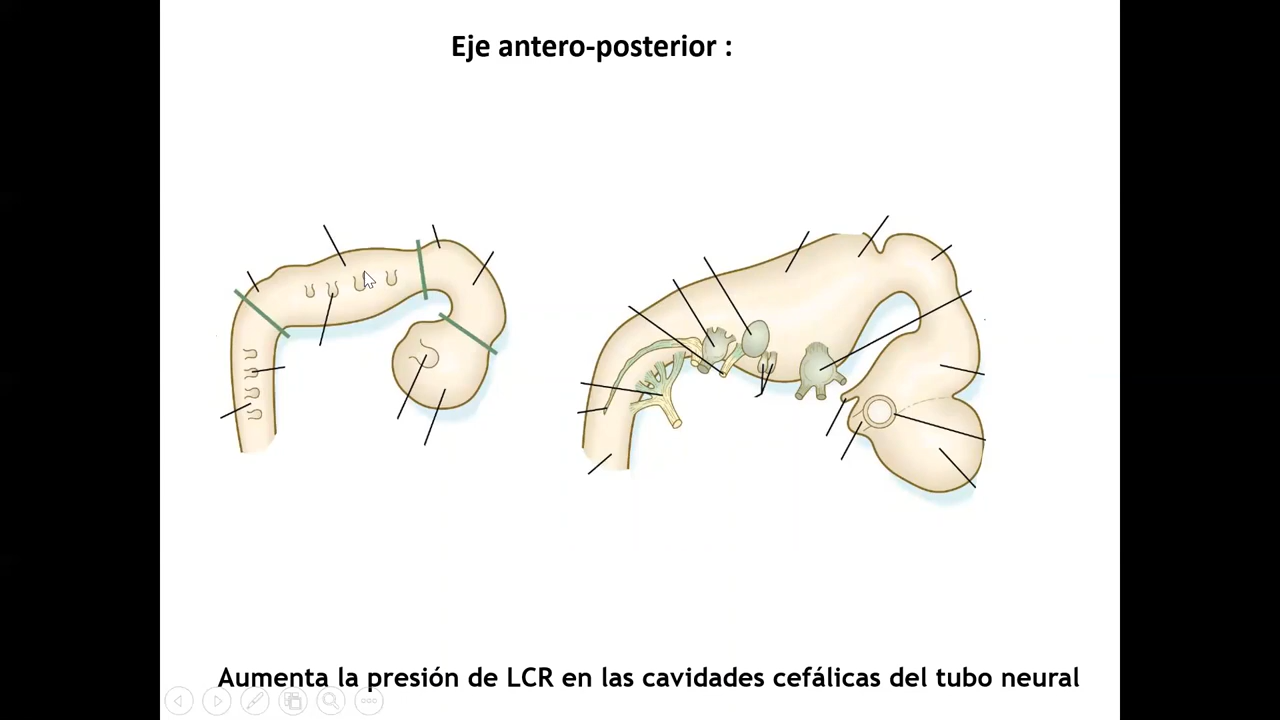 Eje antero-posterior :
Aumenta la presión de LCR en las cavidades cefálicas del tubo neural